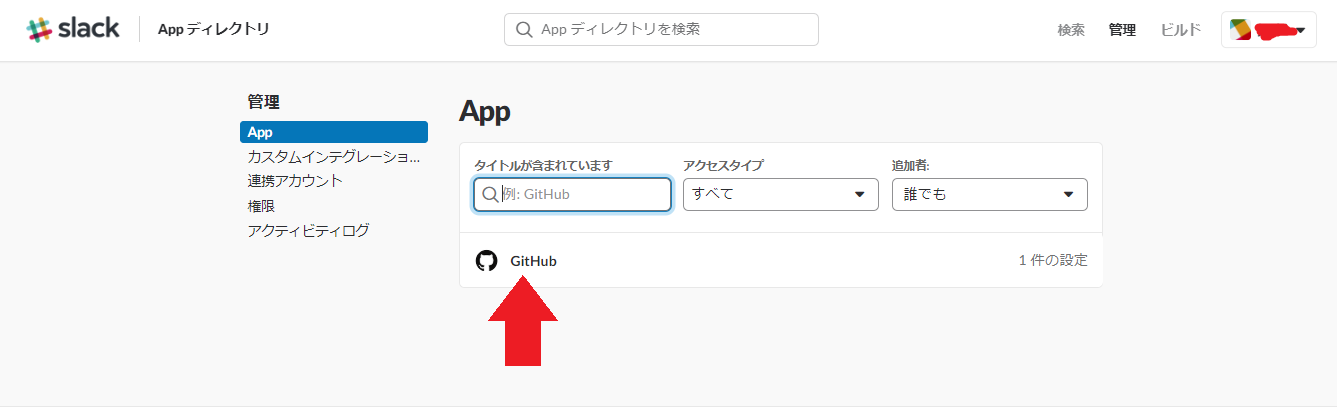 slack App ディレクトリ App ディレクトリを検索 検索 管理 ビルド
管理
App
カスタムインテグレーショ...
連携アカウント
権限
アクティビティログ
App
タイトルが含まれています アクセスタイプ 追加者:
例: GitHub すべて 誰でも
GitHub 1 件の設定